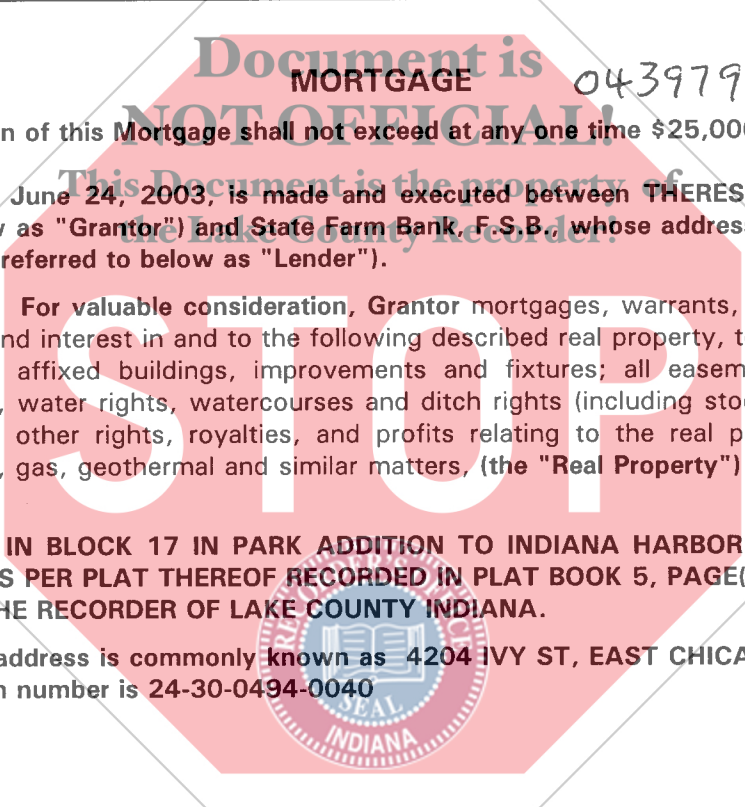 Document is
MORTGAGE 043979
NOT OFFICIAL!
n of this Mortgage shall not exceed at any one time $25,00
This Document is the property of
June 24, 2003, is made and executed between THERES
the Lake County Recorder!
as "Grantor") and State Farm Bank, F.S.B., whose address
referred to below as "Lender").
For valuable consideration, Grantor mortgages, warrants,
nd interest in and to the following described real property, t
affixed buildings, improvements and fixtures; all easem
, water rights, watercourses and ditch rights (including sto
other rights, royalties, and profits relating to the real p
, gas, geothermal and similar matters, (the "Real Property")
STOP
IN BLOCK 17 IN PARK ADDITION TO INDIANA HARBOR
S PER PLAT THEREOF RECORDED IN PLAT BOOK 5, PAGE(
HE RECORDER OF LAKE COUNTY INDIANA.
address is commonly known as 4204 IVY ST, EAST CHICA
n number is 24-30-0494-0040
RECORDER'S OFFICE
SEAL
INDIANA